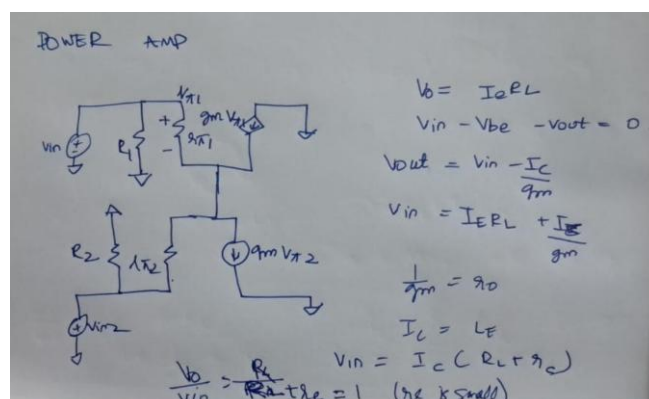 POWER AMP
Vπ1
+
gm Vπ1
Vin
R1
rπ1
-
R2
rπ2
gm Vπ2
Vin2
Vo = IeRL
Vin - Vbe - Vout = 0
Vout = Vin - IC/gm
Vin = IERL + IE/gm
1/gm = ro
IC = LE
Vin = Ic (RL + rc)
Vo/Vin = RL/ +re = 1 (re is small)